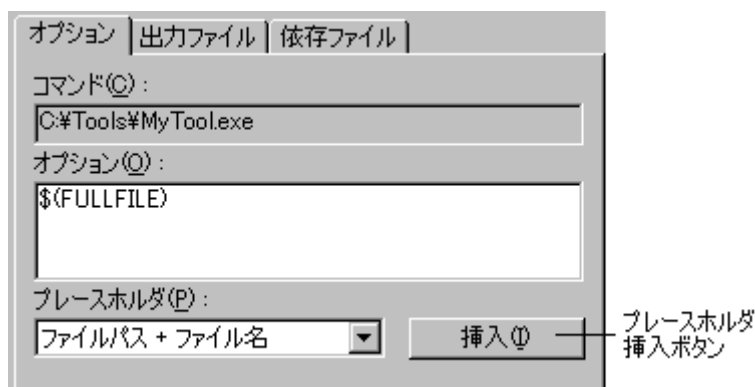 オプション 出力ファイル 依存ファイル
コマンド(C):
C:¥Tools¥MyTool.exe
オプション(O):
$(FULLFILE)
プレースホルダ(P):
ファイルパス + ファイル名 挿入(I)
プレースホルダ
挿入ボタン